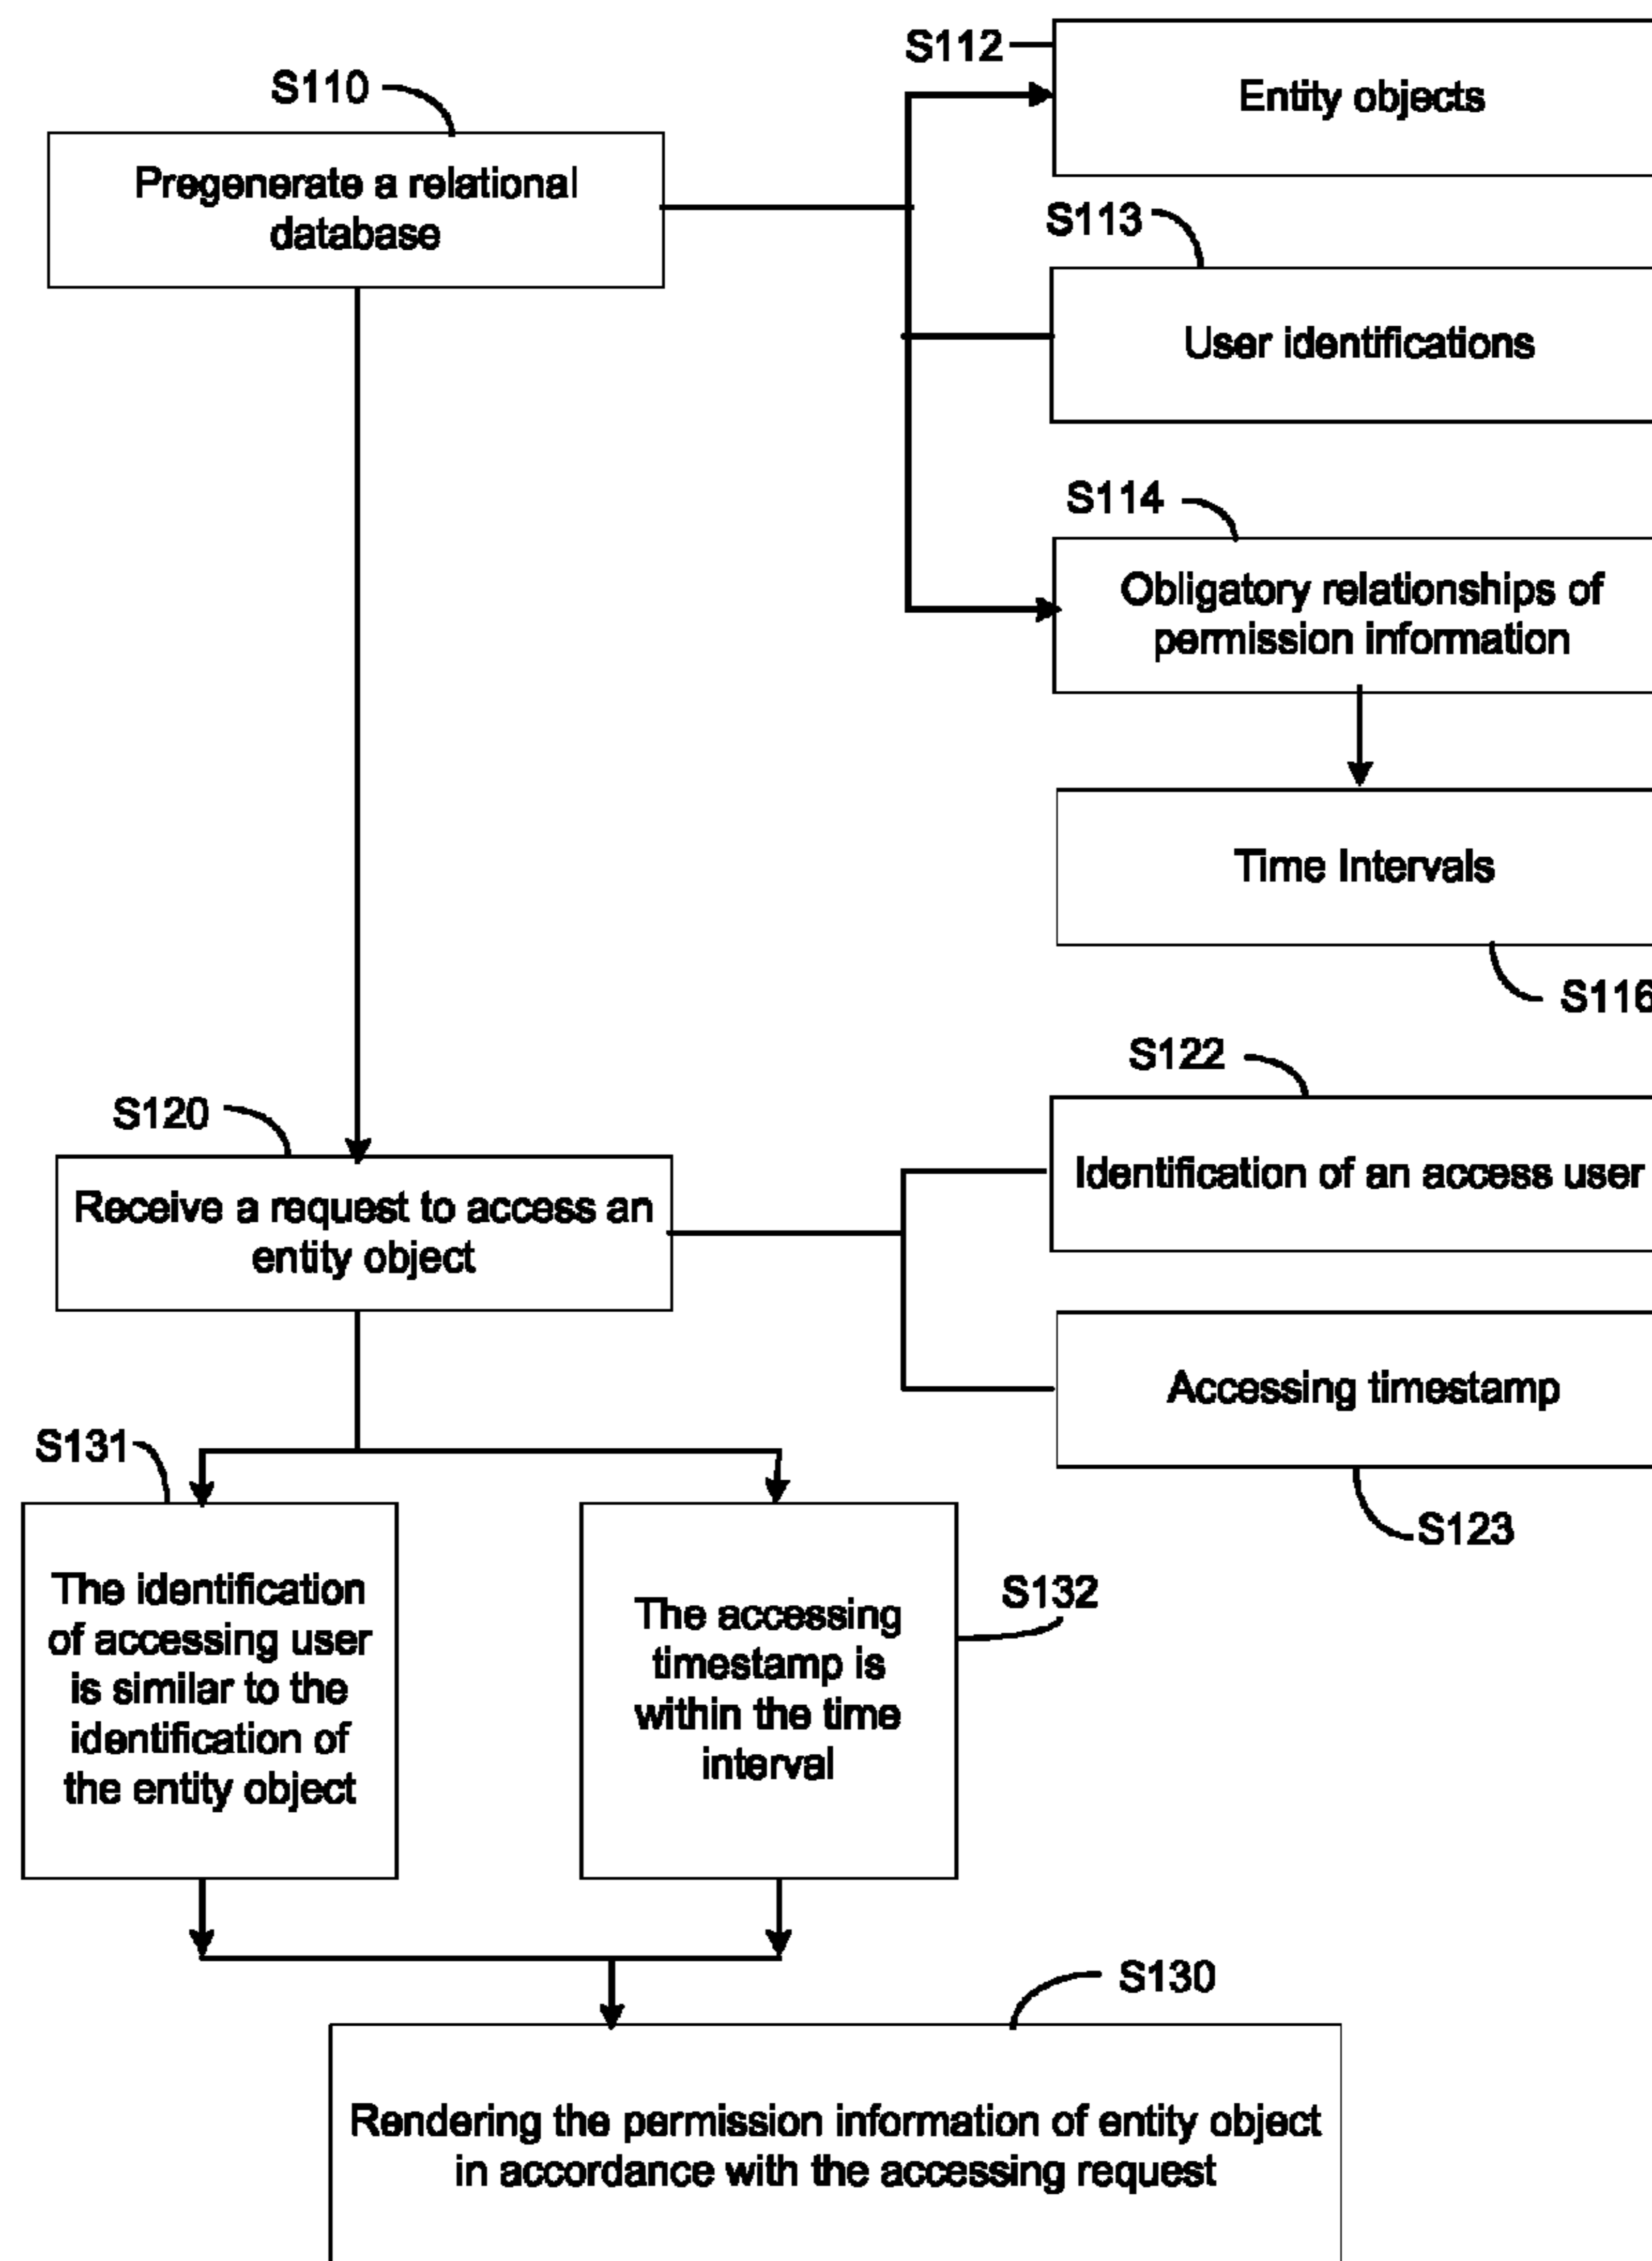 S112
Entity objects
S110
Pregenerate a relational
database
S113
User identifications
S114
Obligatory relationships of
permission information
Time Intervals
S116
S122
Identification of an access user
S120
Receive a request to access an
entity object
Accessing timestamp
S123
S131
The identification
of accessing user
is similar to the
identification of
the entity object
S132
The accessing
timestamp is
within the time
interval
S130
Rendering the permission information of entity object
in accordance with the accessing request